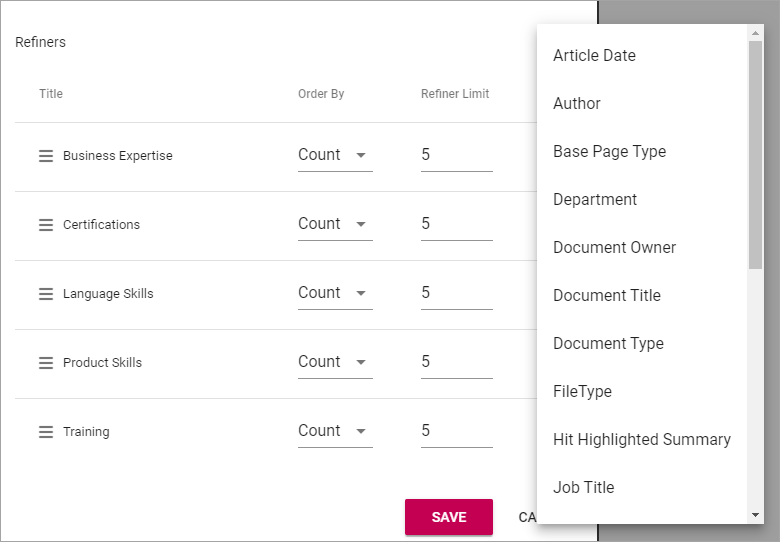 Refiners
Title Order By Refiner Limit
Business Expertise Count 5
Certifications Count 5
Language Skills Count 5
Product Skills Count 5
Training Count 5
SAVE
Article Date
Author
Base Page Type
Department
Document Owner
Document Title
Document Type
FileType
Hit Highlighted Summary
Job Title